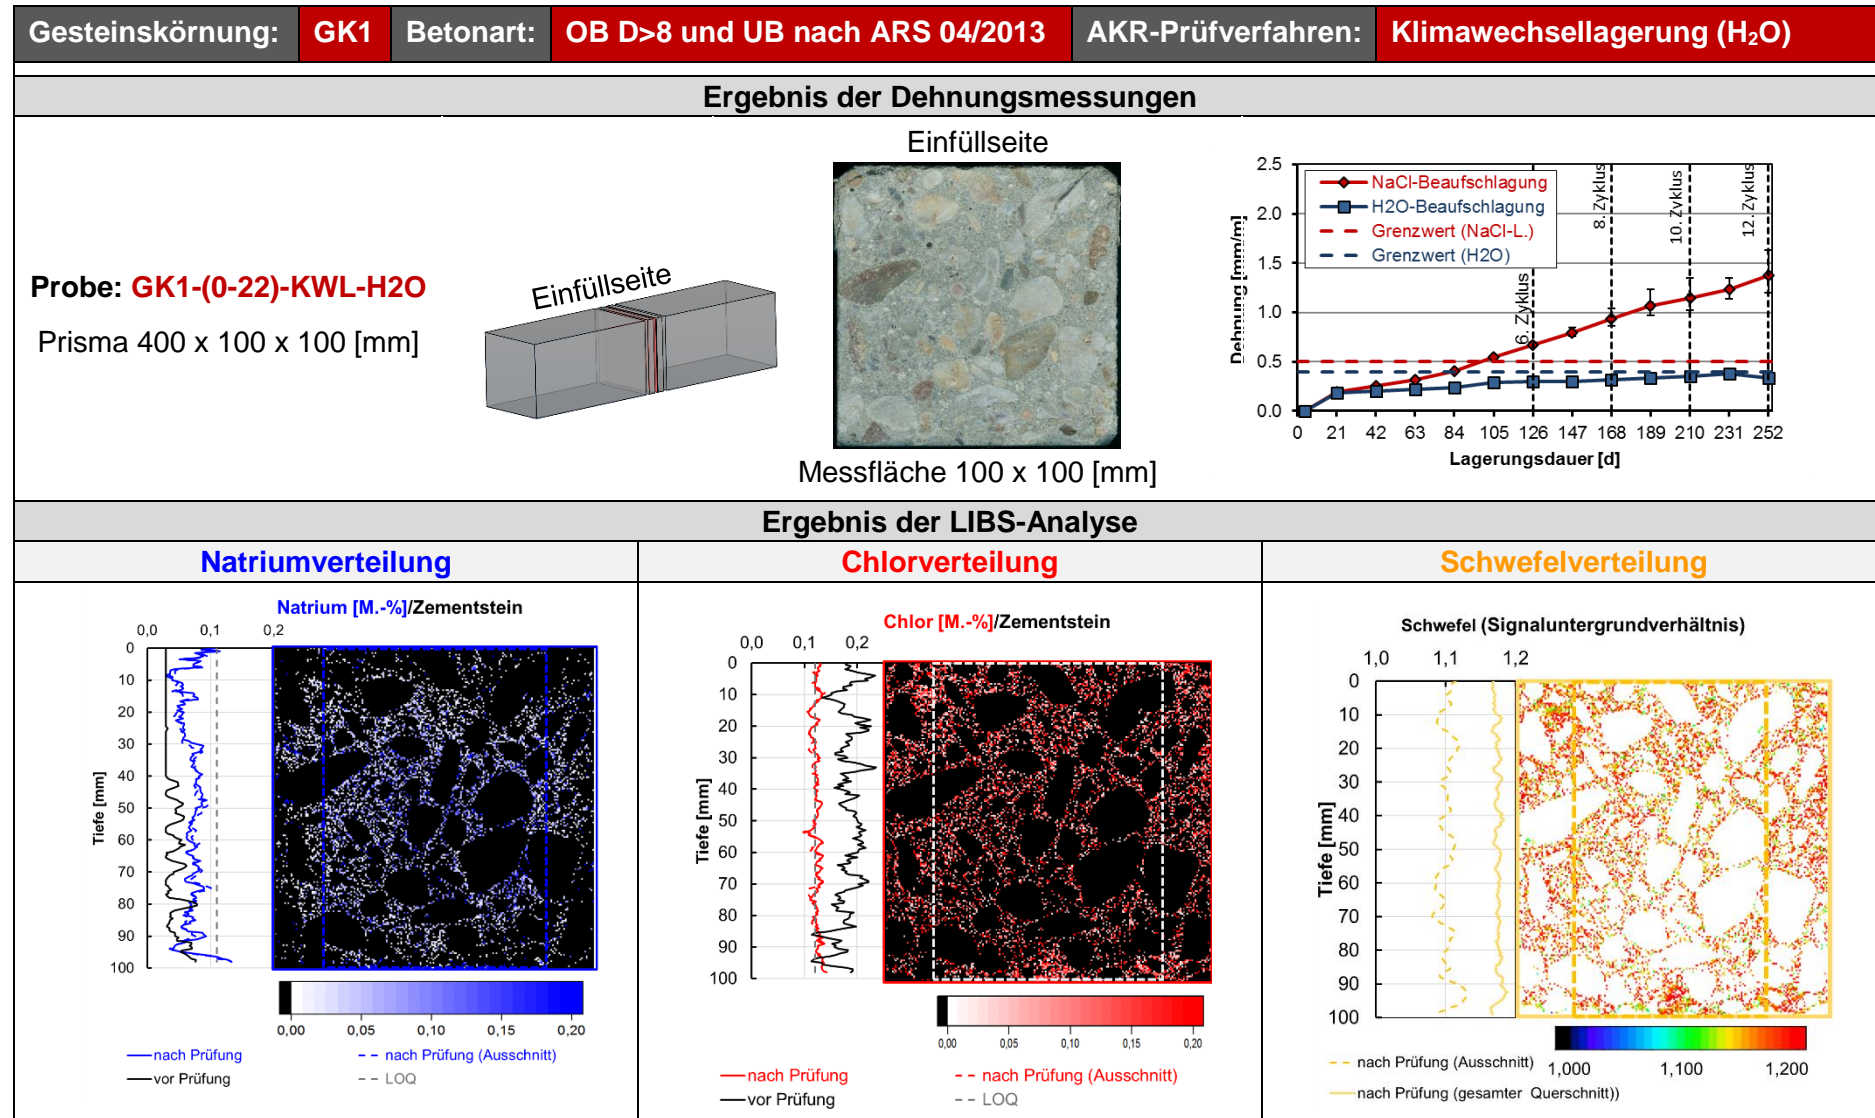 Gesteinskörnung: GK1 Betonart: OB D>8 und UB nach ARS 04/2013 AKR-Prüfverfahren: Klimawechsellagerung (H₂O)
Ergebnis der Dehnungsmessungen
Probe: GK1-(0-22)-KWL-H2O
Prisma 400 x 100 x 100 [mm]
Einfüllseite
Einfüllseite
Messfläche 100 x 100 [mm]
Dehnung [mm/m]
2.5
2.0
1.5
1.0
0.5
0.0
NaCl-Beaufschlagung
H2O-Beaufschlagung
Grenzwert (NaCl-L.)
Grenzwert (H2O)
6. Zyklus
8. Zyklus
10. Zyklus
12. Zyklus
0 21 42 63 84 105 126 147 168 189 210 231 252
Lagerungsdauer [d]
Ergebnis der LIBS-Analyse
Natriumverteilung
Chlorverteilung
Schwefelverteilung
Natrium [M.-%]/Zementstein
0,0 0,1 0,2
Tiefe [mm]
0
10
20
30
40
50
60
70
80
90
100
0,00 0,05 0,10 0,15 0,20
nach Prüfung
nach Prüfung (Ausschnitt)
vor Prüfung
LOQ
Chlor [M.-%]/Zementstein
0,0 0,1 0,2
Tiefe [mm]
0
10
20
30
40
50
60
70
80
90
100
0,00 0,05 0,10 0,15 0,20
nach Prüfung
nach Prüfung (Ausschnitt)
vor Prüfung
LOQ
Schwefel (Signaluntergrundverhältnis)
1,0 1,1 1,2
Tiefe [mm]
0
10
20
30
40
50
60
70
80
90
100
1,000 1,100 1,200
nach Prüfung (Ausschnitt)
nach Prüfung (gesamter Querschnitt))